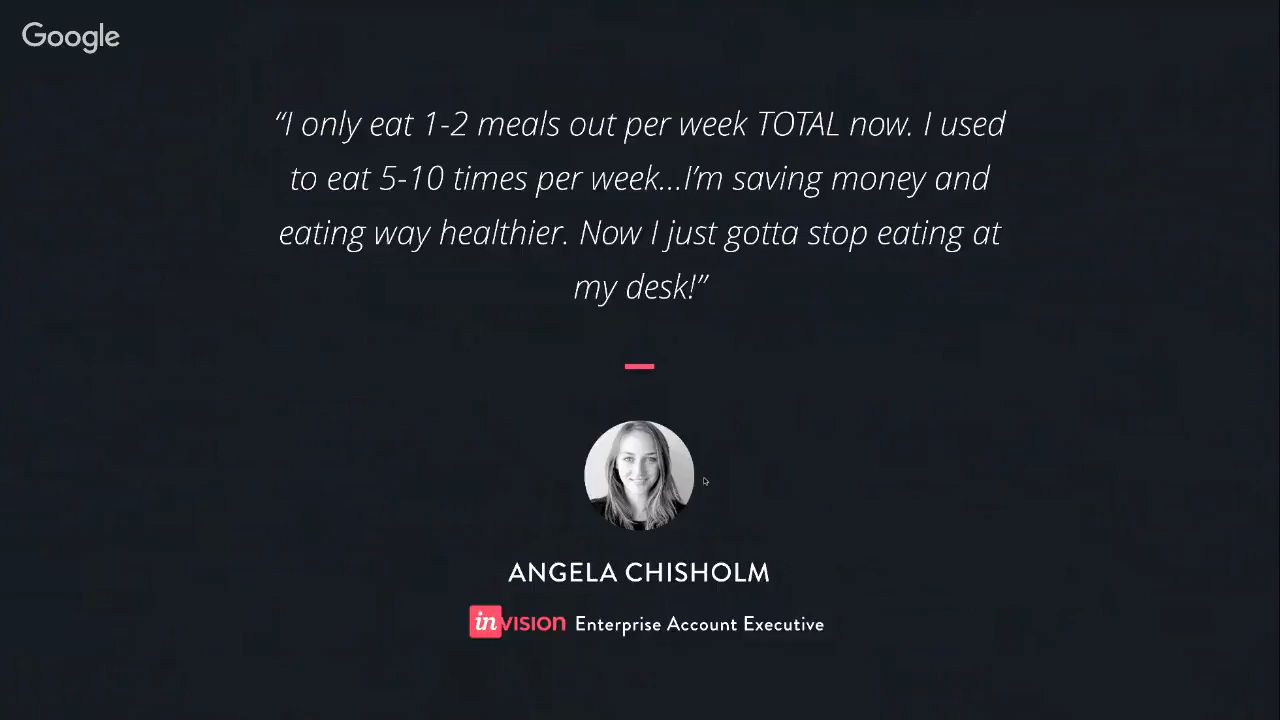 Google
“I only eat 1-2 meals out per week TOTAL now. I used
to eat 5-10 times per week...I’m saving money and
eating way healthier. Now I just gotta stop eating at
my desk!”
ANGELA CHISHOLM
inVISION Enterprise Account Executive